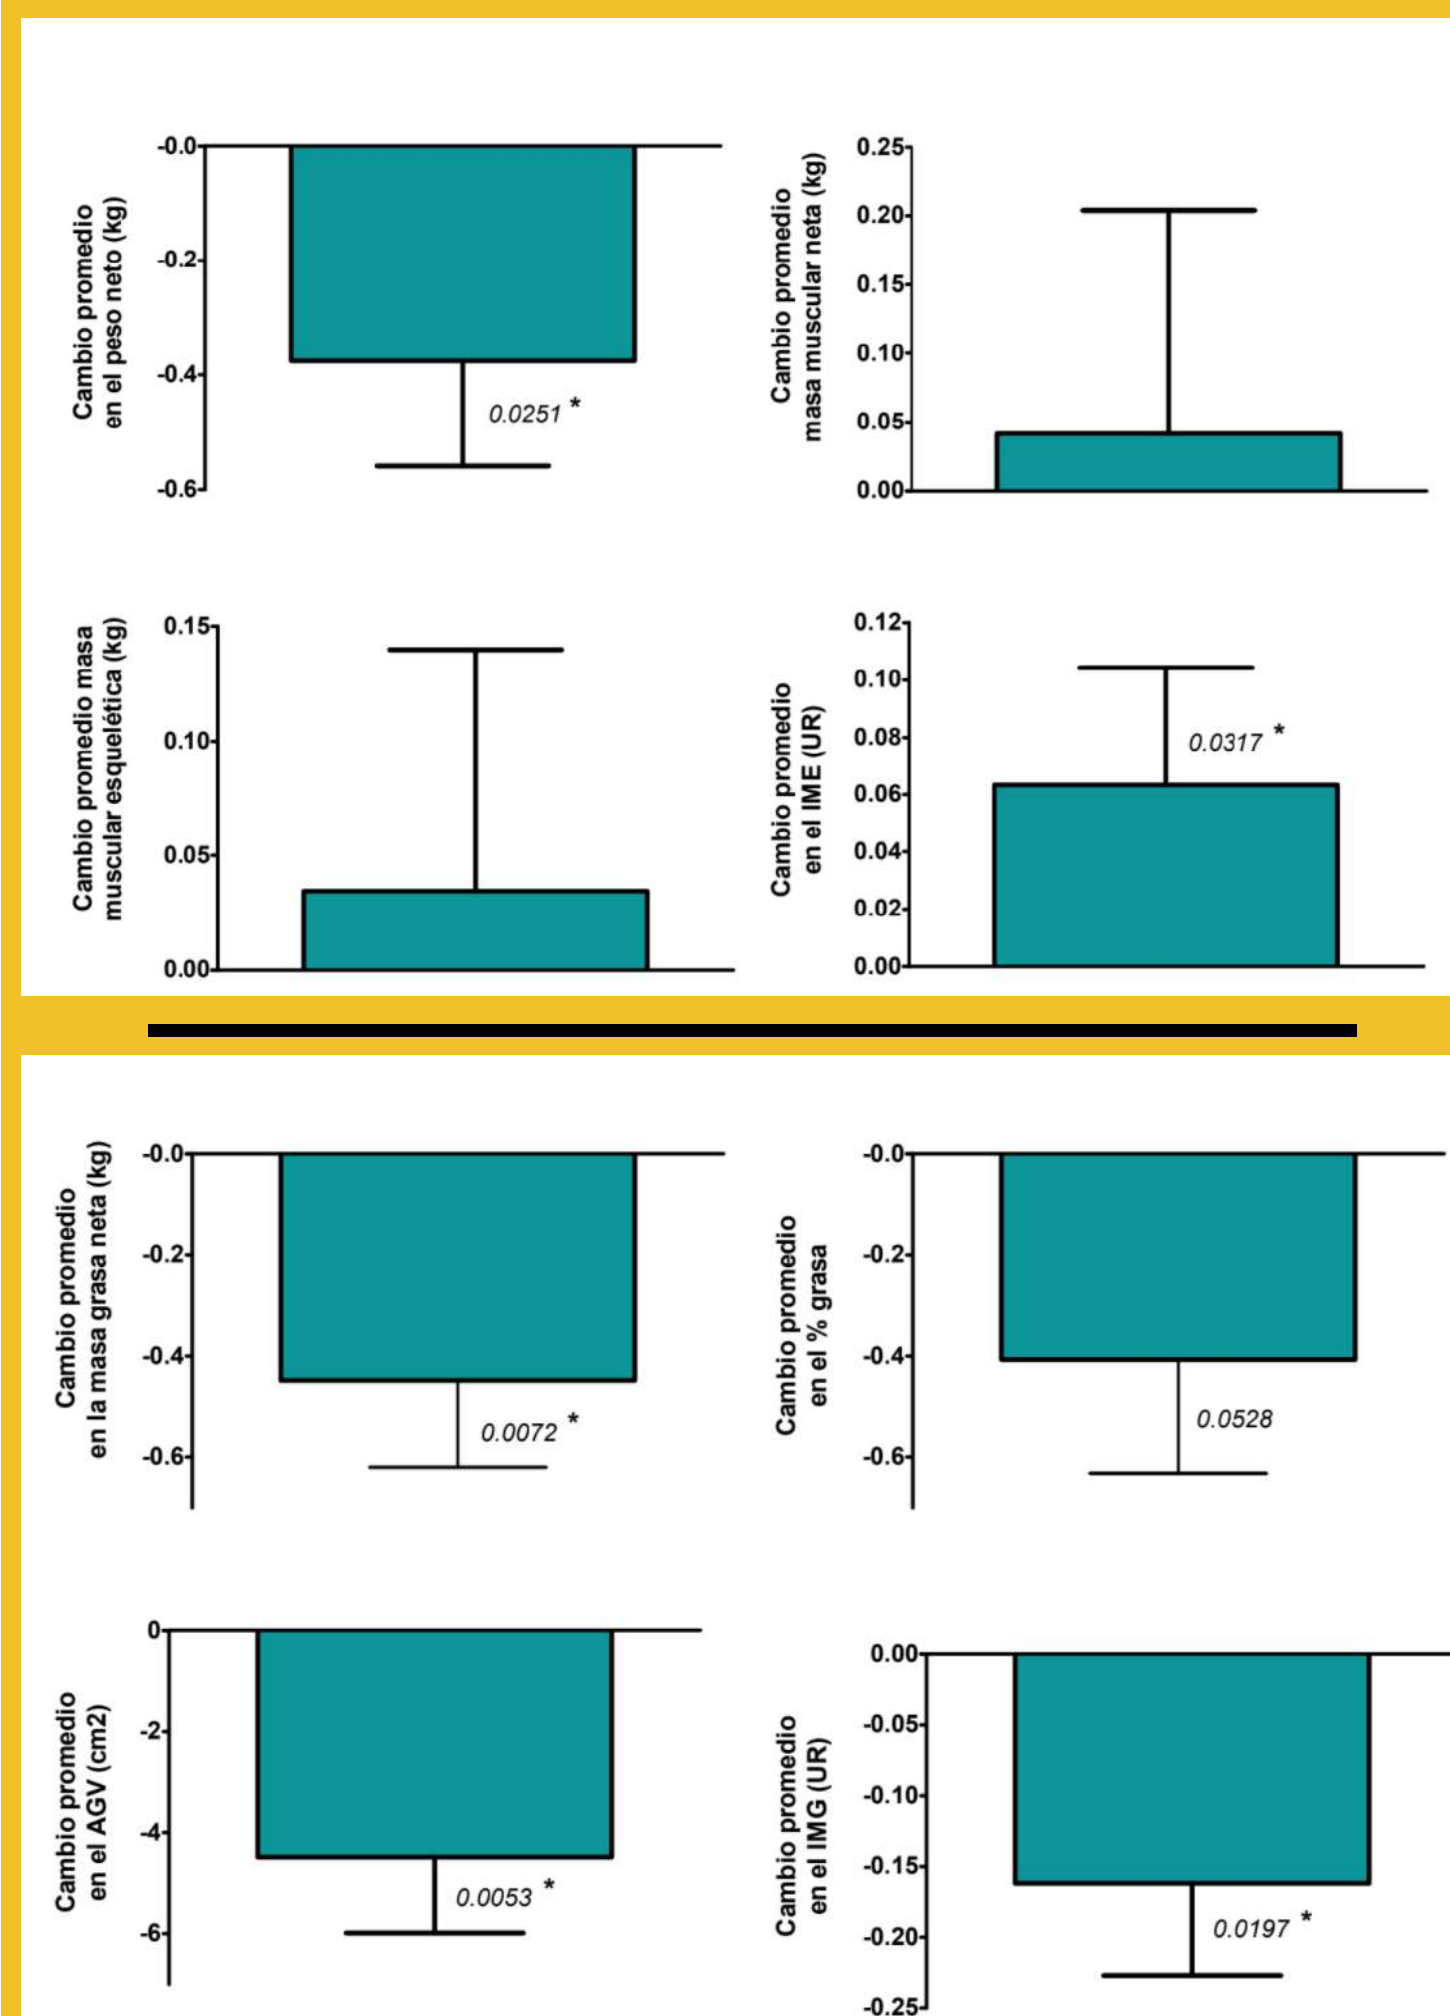 Cambio promedio
en el peso neto (kg)
-0.0
-0.2
-0.4
-0.6
0.0251 *
Cambio promedio
masa muscular neta (kg)
0.25
0.20
0.15
0.10
0.05
0.00
Cambio promedio masa
muscular esquelética (kg)
0.15
0.10
0.05
0.00
Cambio promedio
en el IME (UR)
0.12
0.10
0.08
0.06
0.04
0.02
0.00
0.0317 *
Cambio promedio
en la masa grasa neta (kg)
-0.0
-0.2
-0.4
-0.6
0.0072 *
Cambio promedio
en el % grasa
-0.0
-0.2
-0.4
-0.6
0.0528
Cambio promedio
en el AGV (cm2)
0
-2
-4
-6
0.0053 *
Cambio promedio
en el IMG (UR)
0.00
-0.05
-0.10
-0.15
-0.20
-0.25
0.0197 *